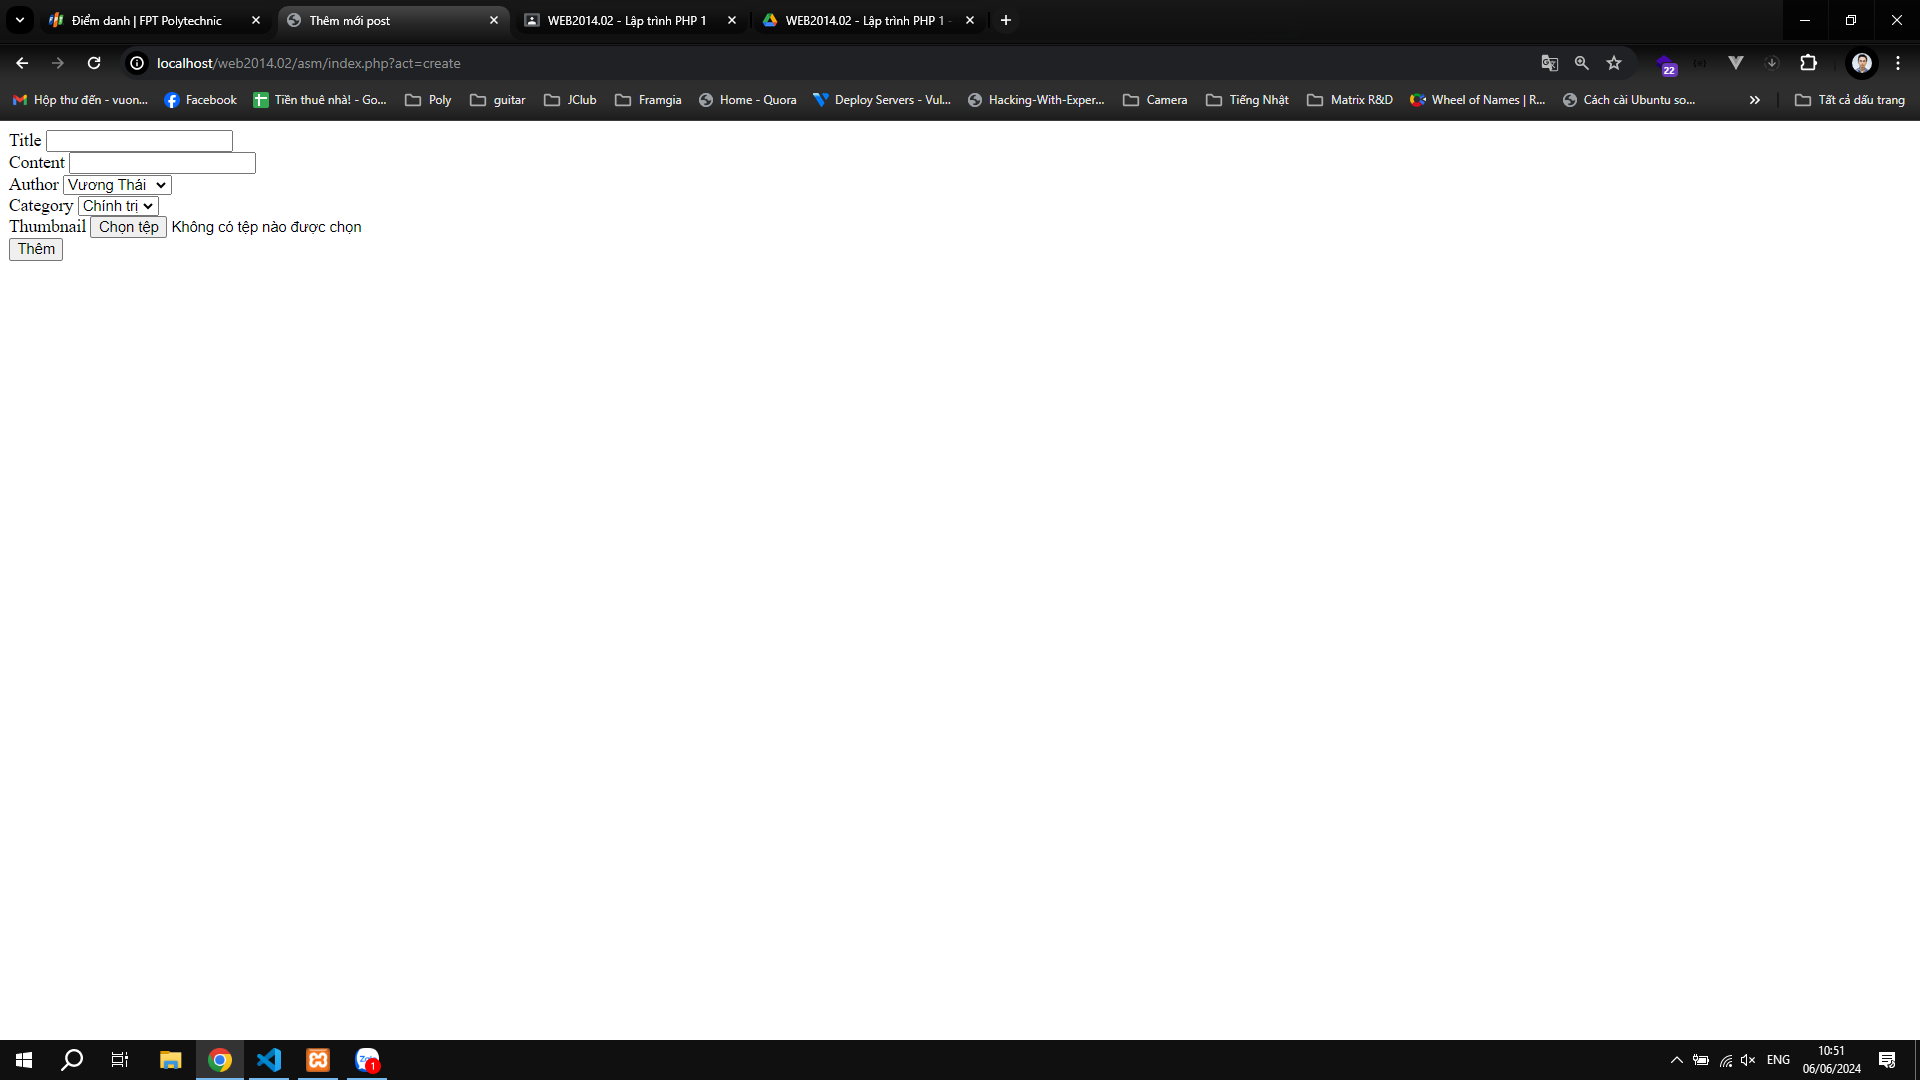 Điểm danh | FPT Polytechnic
Thêm mới post
WEB2014.02 - Lập trình PHP 1
WEB2014.02 - Lập trình PHP 1 -
localhost/web2014.02/asm/index.php?act=create
22
Hộp thư đến - vuon...
Facebook
Tiền thuê nhà! - Go...
Poly
guitar
JClub
Framgia
Home - Quora
Deploy Servers - Vul...
Hacking-With-Exper...
Camera
Tiếng Nhật
Matrix R&D
Wheel of Names | R...
Cách cài Ubuntu so...
Tất cả dấu trang
Title
Content
Author Vương Thái
Category Chính trị
Thumbnail Chọn tệp Không có tệp nào được chọn
Thêm
1
ENG
10:51
06/06/2024